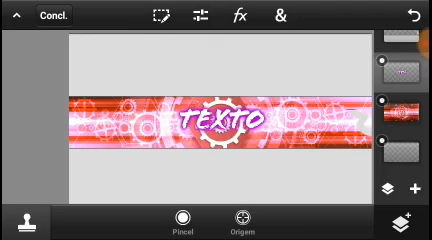 Concl.
fx
&
TEXTO
Pincel
Origem